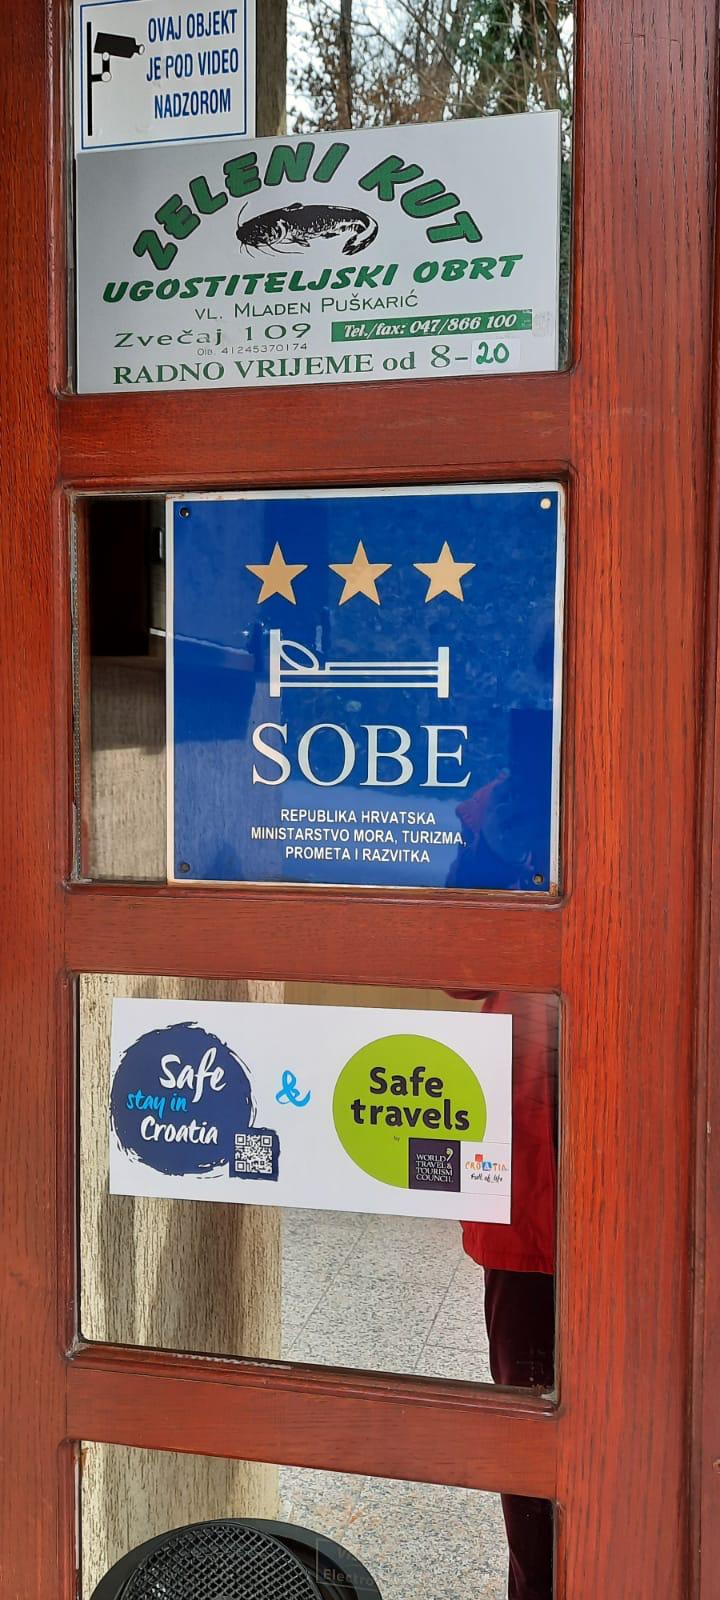 OVAJ OBJEKT
JE POD VIDEO
NADZOROM
ZELENI KUT
UGOSTITELJSKI OBRT
VL. MLADEN PUŠKARIĆ
Zvečaj 109
Tel./fax: 047/866 100
OIB. 41245370174
RADNO VRIJEME od 8-20
SOBE
REPUBLIKA HRVATSKA
MINISTARSTVO MORA, TURIZMA,
PROMETA I RAZVITKA
Safe
stay in
Croatia
&
Safe
travels
by
WORLD
TRAVEL &
TOURISM
COUNCIL
CROATIA
Full of life